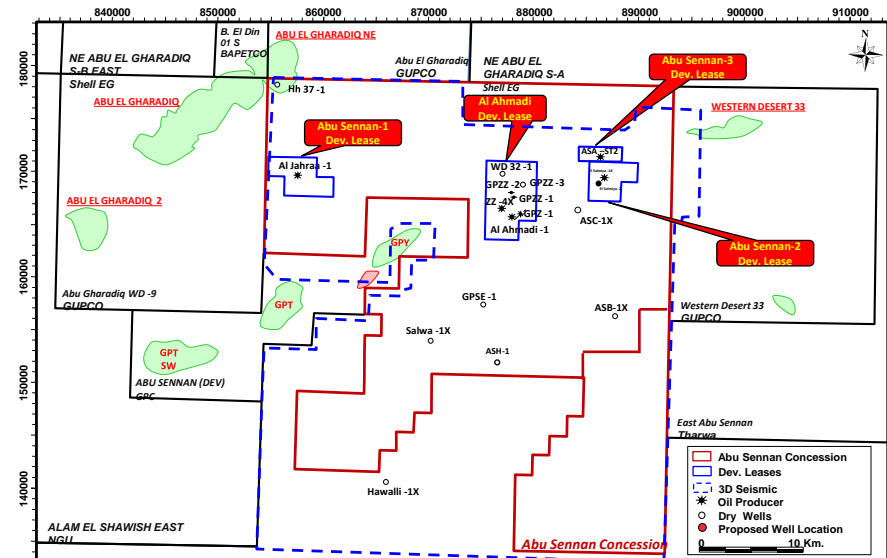 850000 860000 870000 880000 890000 900000 910000
180000
170000
160000
150000
140000
NE ABU EL GHARADIQ
S-B EAST
Shell EG
B. El Din
01 S
BAPETCO
ABU EL GHARADIQ NE
Abu El Gharadiq
GUPCO
NE ABU EL
GHARADIQ S-A
Shell EG
Abu Sennan-3
Dev. Lease
N
Hh 37 -1
ABU EL GHARADIQ
Abu Sennan-1
Dev. Lease
Al Ahmadi
Dev. Lease
WESTERN DESERT 33
Al Jahraa -1
WD 32 -1
GPZZ -2
GPZZ -3
ZZ -4X
GPZZ -1
GPZ -1
Al Ahmadi -1
ASA -ST2
ASC-1X
ABU EL GHARADIQ 2
GPY
Abu Sennan-2
Dev. Lease
Abu Gharadiq WD -9
GUPCO
GPT
GPSE -1
ASB-1X
Western Desert 33
GUPCO
Salwa -1X
ASH-1
GPT
SW
ABU SENNAN (DEV)
GPC
East Abu Sennan
Tharwa
Hawalli -1X
ALAM EL SHAWISH EAST
NGU
Abu Sennan Concession
Abu Sennan Concession
Dev. Leases
3D Seismic
Oil Producer
Dry Wells
Proposed Well Location
0 10 Km.